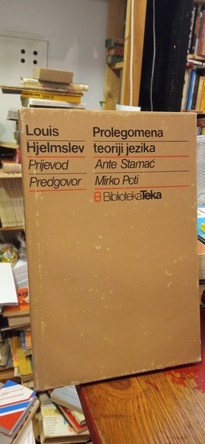 Louis Hjelmslev
Prolegomena teoriji jezika
Prijevod Ante Stamać
Predgovor Mirko Peti
Biblioteka Teka